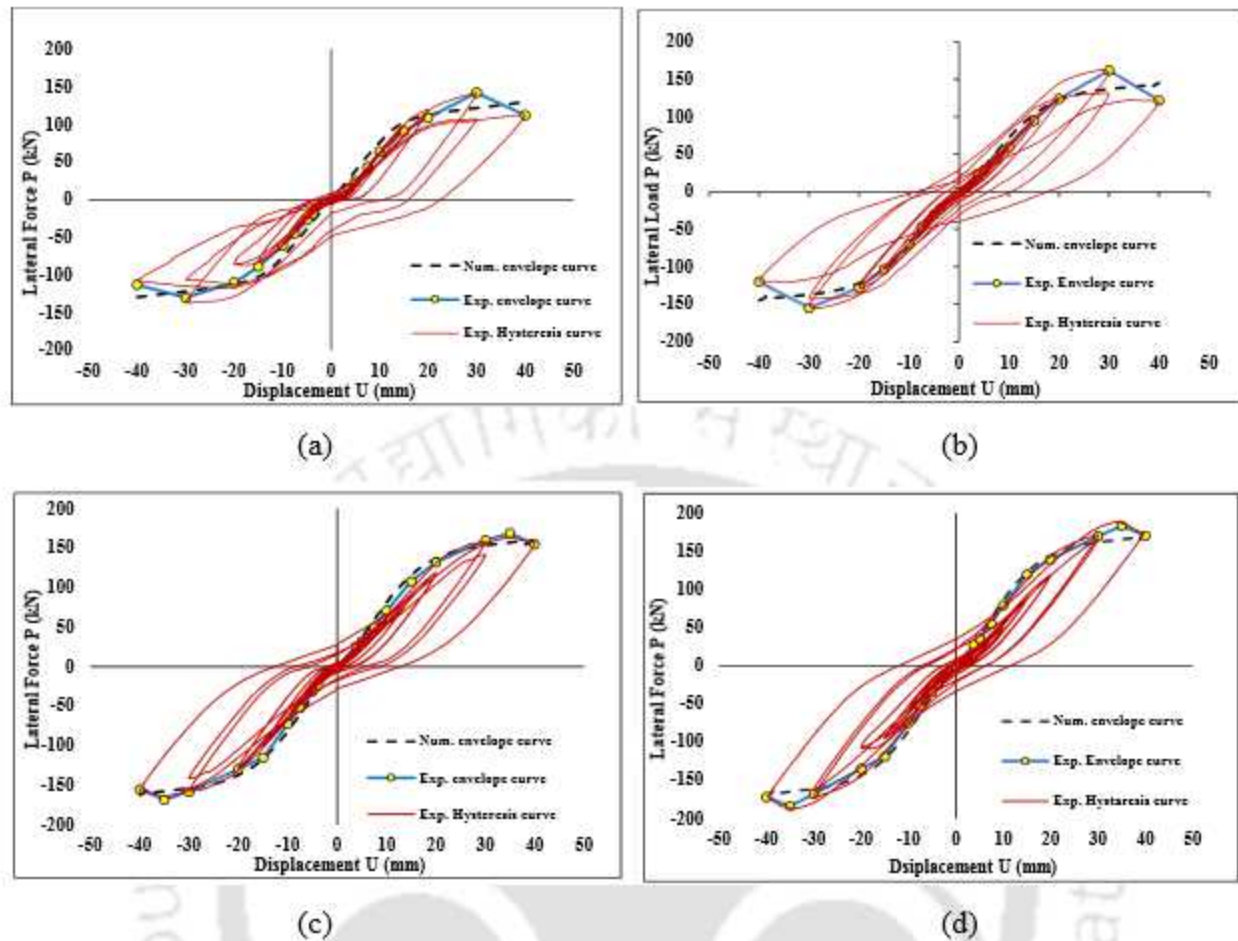 200
150
100
50
0
-50
-100
-150
-200
-50 -40 -30 -20 -10 0 10 20 30 40 50
Lateral Force P (kN)
Displacement U (mm)
Num. envelope curve
Exp. envelope curve
Exp. Hysteresis curve
(a)
200
150
100
50
0
-50
-100
-150
-200
-50 -40 -30 -20 -10 0 10 20 30 40 50
Lateral Load P (kN)
Displacement U (mm)
Num. envelope curve
Exp. Envelope curve
Exp. Hysteresis curve
(b)
200
150
100
50
0
-50
-100
-150
-200
-50 -40 -30 -20 -10 0 10 20 30 40 50
Lateral Force P (kN)
Displacement U (mm)
Num. envelope curve
Exp. envelope curve
Exp. Hysteresis curve
(c)
200
150
100
50
0
-50
-100
-150
-200
-50 -40 -30 -20 -10 0 10 20 30 40 50
Lateral Force P (kN)
Dsiplacement U (mm)
Num. envelope curve
Exp. Envelope curve
Exp. Hystaresis curve
(d)